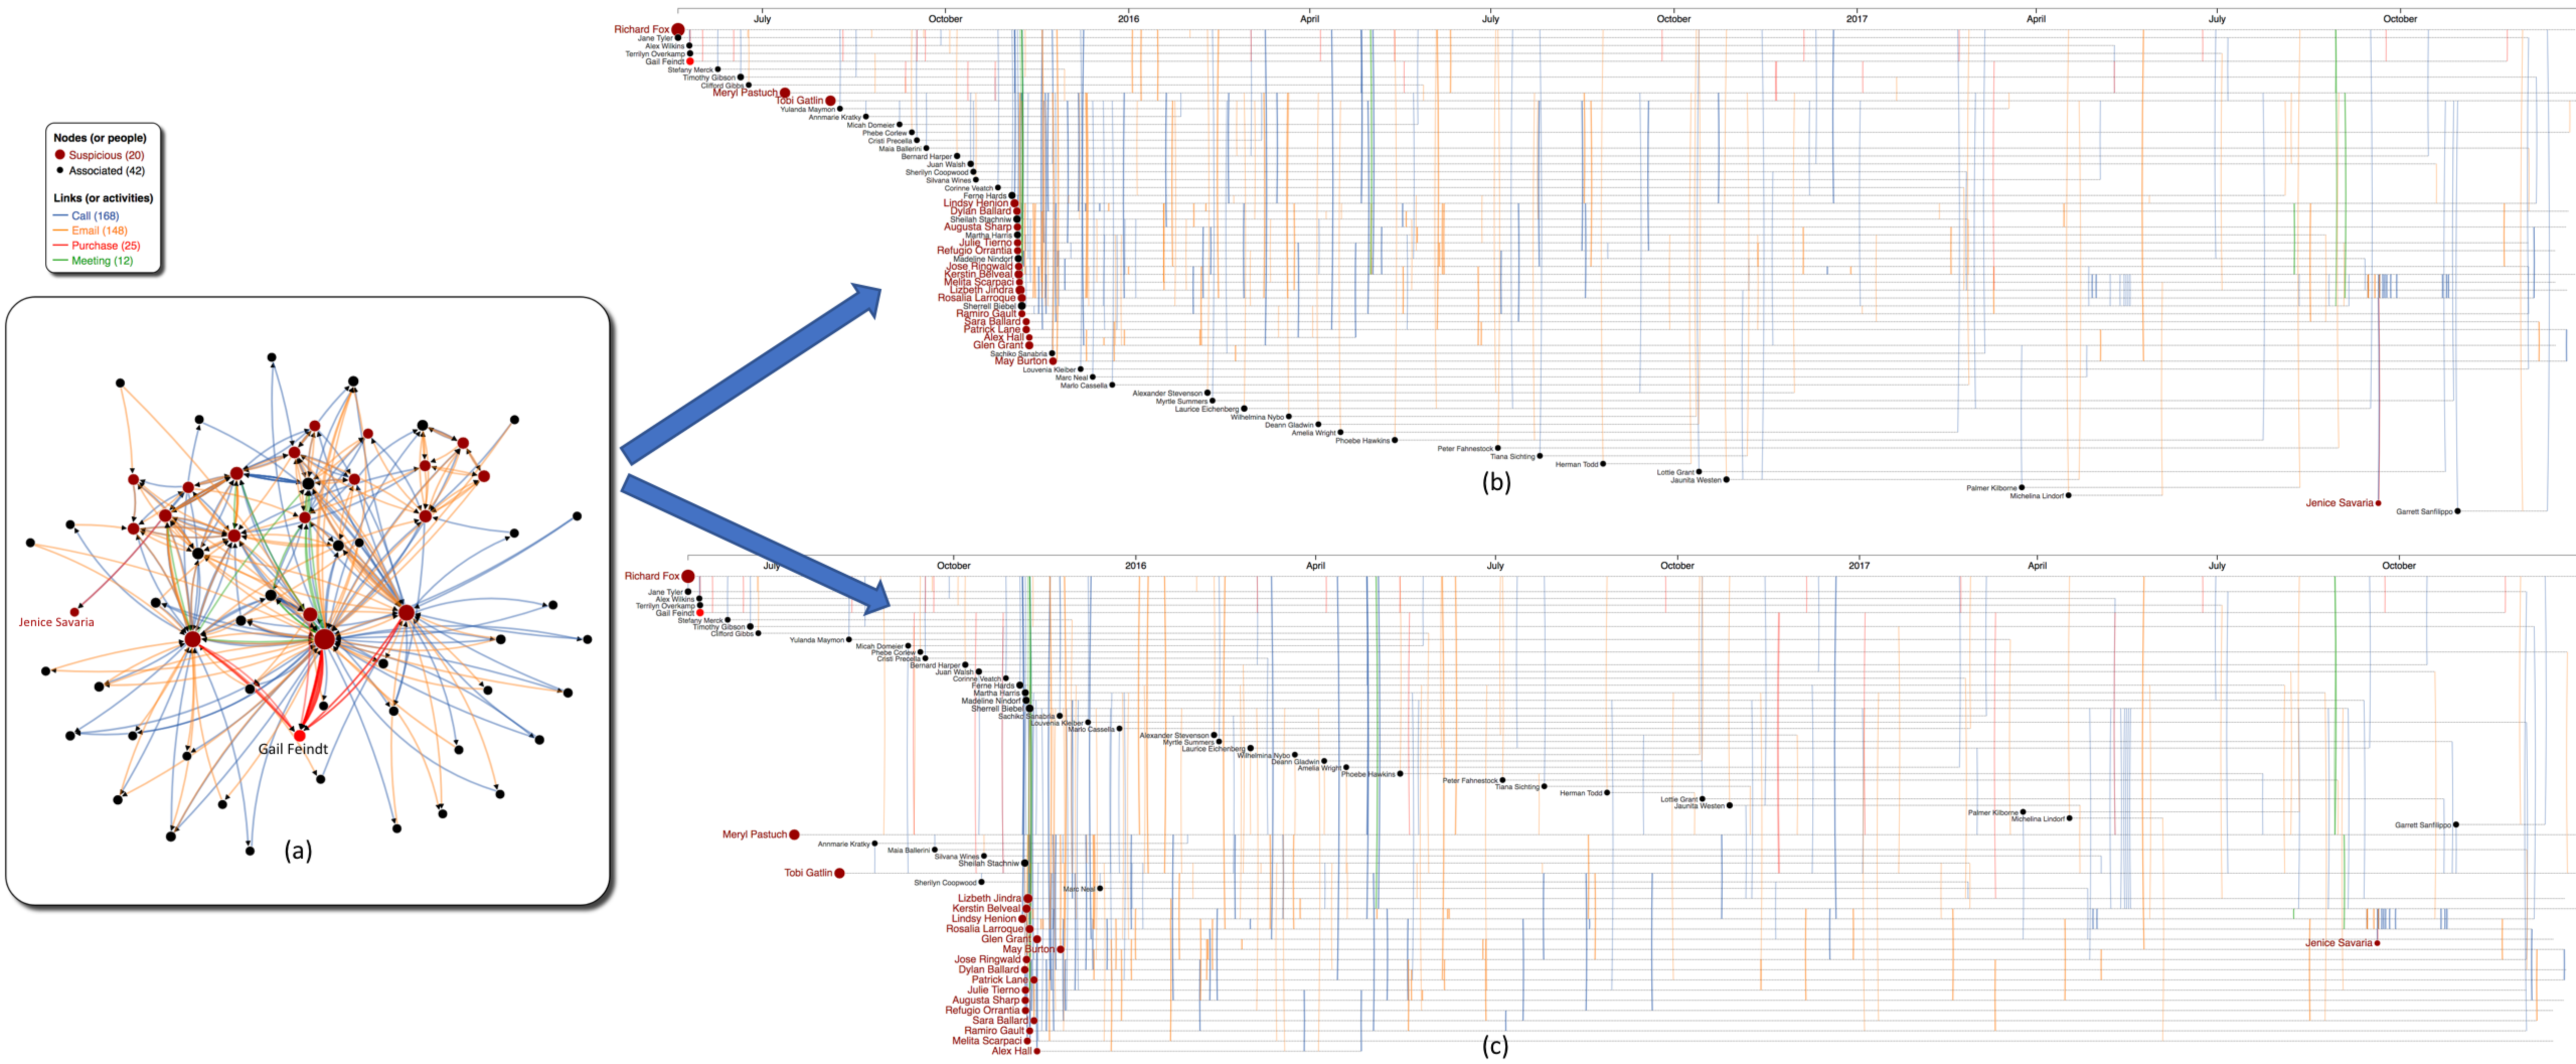 Nodes (or people)
Suspicious (20)
Associated (42)
Links (or activities)
Call (168)
Email (148)
Purchase (25)
Meeting (12)
Jenice Savaria
Gail Feindt
(a)
July
October
2016
April
July
October
2017
April
July
October
Richard Fox
Jane Tyler
Alex Wilkins
Terrilyn Overkamp
Gail Feindt
Stefany Merck
Timothy Gibson
Clifford Gibbs
Meryl Pastuch
Tobi Gatlin
Yulanda Maymon
Annmarie Kratky
Micah Domeier
Phebe Corlew
Cristi Precella
Maia Ballerini
Bernard Harper
Juan Walsh
Sherilyn Coopwood
Silvana Wines
Corinne Veatch
Ferne Hards
Lindsy Henion
Dylan Ballard
Sheilah Stachniw
Augusta Sharp
Martha Harris
Julie Tierno
Refugio Orrantia
Madeline Nindorf
Jose Ringwald
Kerstin Belveal
Melita Scarpaci
Lizbeth Jindra
Rosalia Larroque
Sherrell Biebel
Ramiro Gault
Sara Ballard
Patrick Lane
Alex Hall
Glen Grant
Sachiko Sanabria
May Burton
Louvenia Kleiber
Marc Neal
Marlo Cassella
Alexander Stevenson
Myrtle Summers
Laurice Eichenberg
Wilhelmina Nybo
Deann Gladwin
Amelia Wright
Phoebe Hawkins
Peter Fahnestock
Tiana Sichting
Herman Todd
Lottie Grant
Jaunita Westen
Palmer Kilborne
Michelina Lindorf
Jenice Savaria
Garrett Sanfilippo
(b)
July
October
2016
April
July
October
2017
April
July
October
Richard Fox
Jane Tyler
Alex Wilkins
Terrilyn Overkamp
Gail Feindt
Stefany Merck
Timothy Gibson
Clifford Gibbs
Yulanda Maymon
Micah Domeier
Phebe Corlew
Cristi Precella
Bernard Harper
Juan Walsh
Corinne Veatch
Ferne Hards
Martha Harris
Madeline Nindorf
Sherrell Biebel
Sachiko Sanabria
Louvenia Kleiber
Marlo Cassella
Alexander Stevenson
Myrtle Summers
Laurice Eichenberg
Wilhelmina Nybo
Deann Gladwin
Amelia Wright
Phoebe Hawkins
Peter Fahnestock
Tiana Sichting
Herman Todd
Lottie Grant
Jaunita Westen
Palmer Kilborne
Michelina Lindorf
Garrett Sanfilippo
Meryl Pastuch
Annmarie Kratky
Maia Ballerini
Silvana Wines
Sheilah Stachniw
Tobi Gatlin
Sherilyn Coopwood
Marc Neal
Lizbeth Jindra
Kerstin Belveal
Lindsy Henion
Rosalia Larroque
Glen Grant
Jenice Savaria
May Burton
Jose Ringwald
Dylan Ballard
Patrick Lane
Julie Tierno
Augusta Sharp
Refugio Orrantia
Sara Ballard
Ramiro Gault
Melita Scarpaci
Alex Hall
(c)